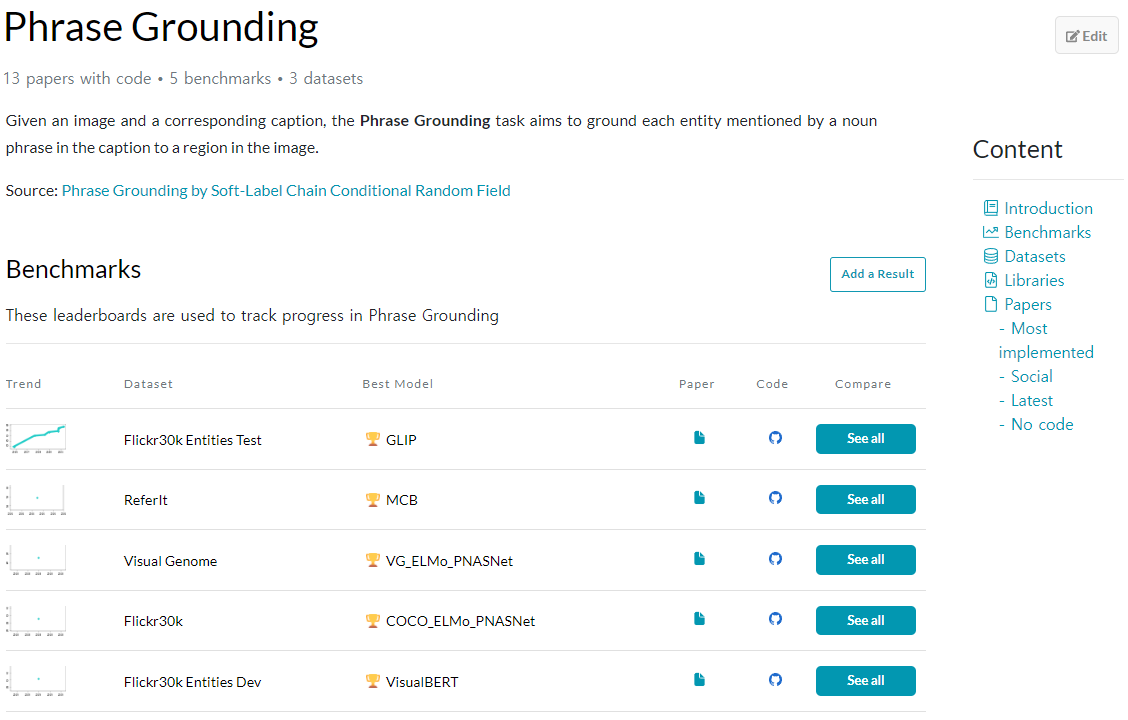 Phrase Grounding
Edit
13 papers with code • 5 benchmarks • 3 datasets
Given an image and a corresponding caption, the Phrase Grounding task aims to ground each entity mentioned by a noun
phrase in the caption to a region in the image.
Source: Phrase Grounding by Soft-Label Chain Conditional Random Field
Content
Introduction
Benchmarks
Datasets
Libraries
Papers
- Most
implemented
- Social
- Latest
- No code
Benchmarks
Add a Result
These leaderboards are used to track progress in Phrase Grounding
Trend Dataset Best Model Paper Code Compare
Flickr30k Entities Test GLIP See all
ReferIt MCB See all
Visual Genome VG_ELMo_PNASNet See all
Flickr30k COCO_ELMo_PNASNet See all
Flickr30k Entities Dev VisualBERT See all